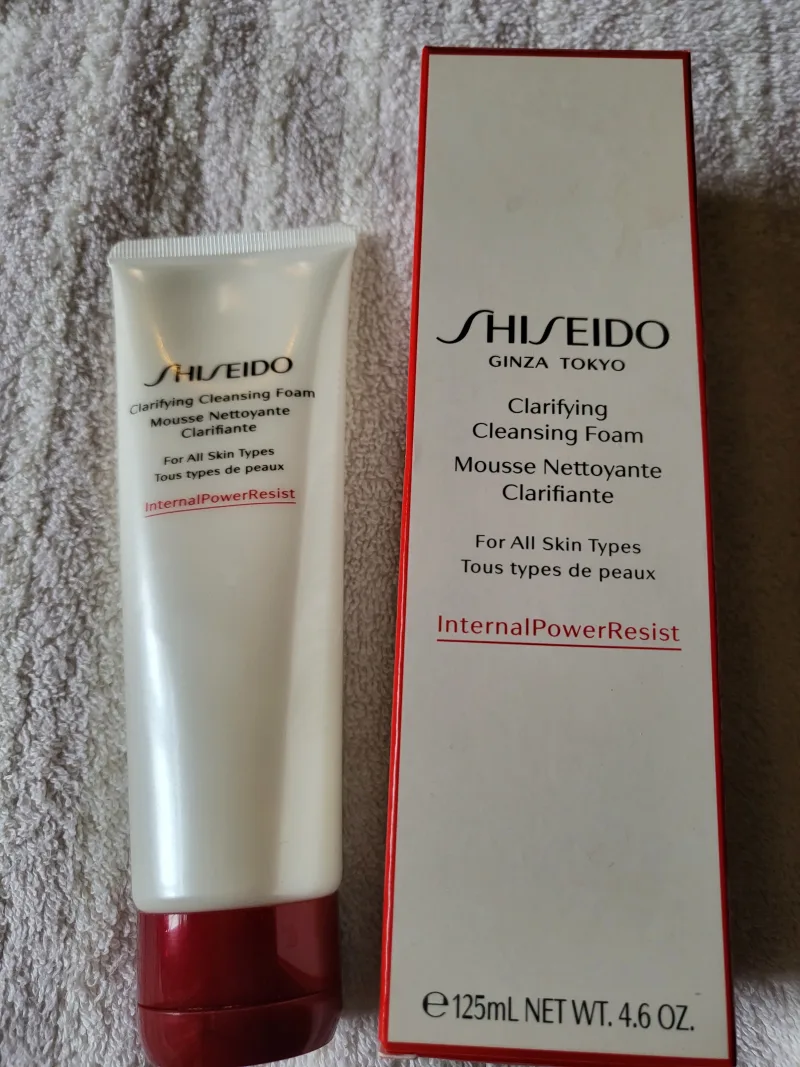 SHISEIDO
Clarifying Cleansing Foam
Mousse Nettoyante
Clarifiante
For All Skin Types
Tous types de peaux
InternalPowerResist
SHISEIDO
GINZA TOKYO
Clarifying
Cleansing Foam
Mousse Nettoyante
Clarifiante
For All Skin Types
Tous types de peaux
InternalPowerResist
℮125mL NET WT. 4.6 OZ.